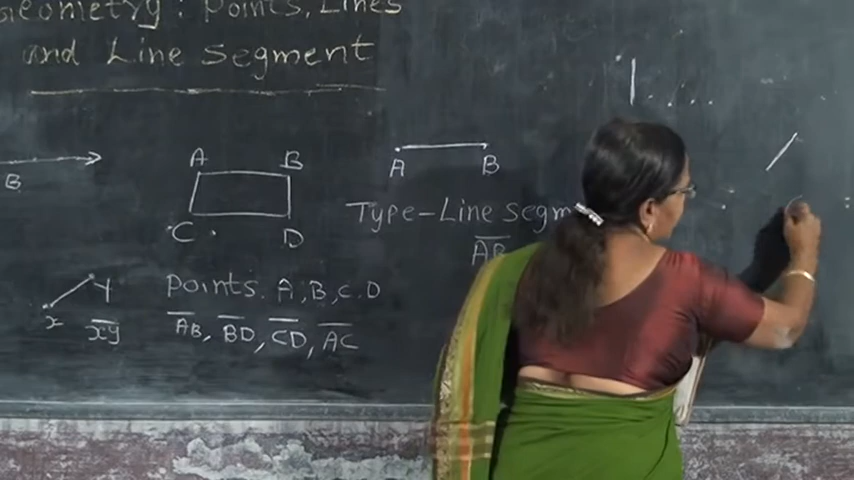 Geometry: Points, Lines
and Line segment
B
A B
C D
A B
Type-Line segm
AB
x y
xy
points. A, B, C. D
AB, BD, CD, AC